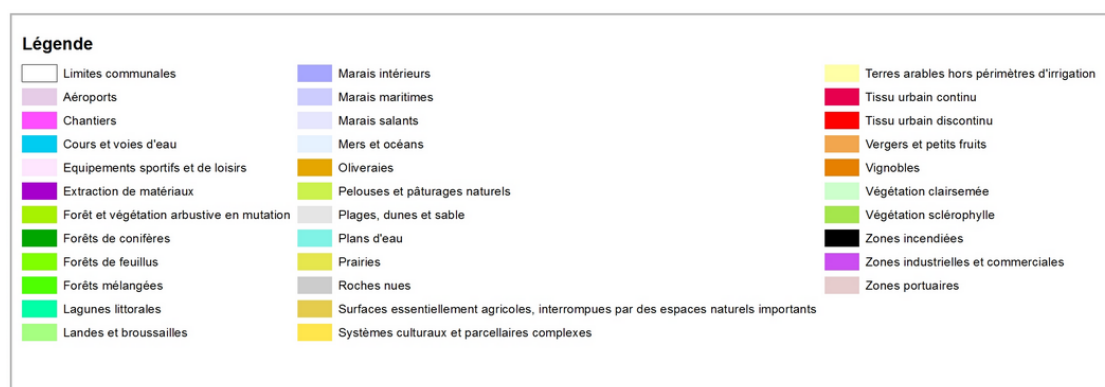 Légende
Limites communales
Aéroports
Chantiers
Cours et voies d'eau
Equipements sportifs et de loisirs
Extraction de matériaux
Forêt et végétation arbustive en mutation
Forêts de conifères
Forêts de feuillus
Forêts mélangées
Lagunes littorales
Landes et broussailles
Marais intérieurs
Marais maritimes
Marais salants
Mers et océans
Oliveraies
Pelouses et pâturages naturels
Plages, dunes et sable
Plans d'eau
Prairies
Roches nues
Surfaces essentiellement agricoles, interrompues par des espaces naturels importants
Systèmes culturaux et parcellaires complexes
Terres arables hors périmètres d'irrigation
Tissu urbain continu
Tissu urbain discontinu
Vergers et petits fruits
Vignobles
Végétation clairsemée
Végétation sclérophylle
Zones incendiées
Zones industrielles et commerciales
Zones portuaires